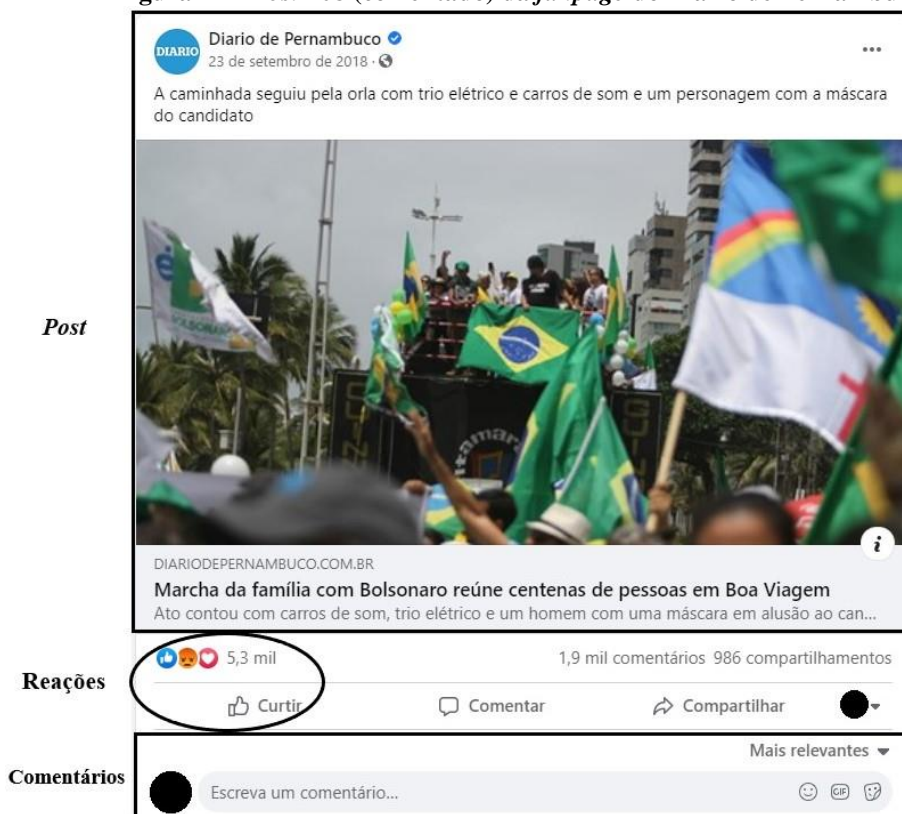 Diario de Pernambuco
DIARIO
23 de setembro de 2018 ·
A caminhada seguiu pela orla com trio elétrico e carros de som e um personagem com a máscara
do candidato
Post
DIARIODEPERNAMBUCO.COM.BR
Marcha da família com Bolsonaro reúne centenas de pessoas em Boa Viagem
Ato contou com carros de som, trio elétrico e um homem com uma máscara em alusão ao can...
Reações
5,3 mil
1,9 mil comentários 986 compartilhamentos
Curtir
Comentar
Compartilhar
Comentários
Mais relevantes
Escreva um comentário...
GIF